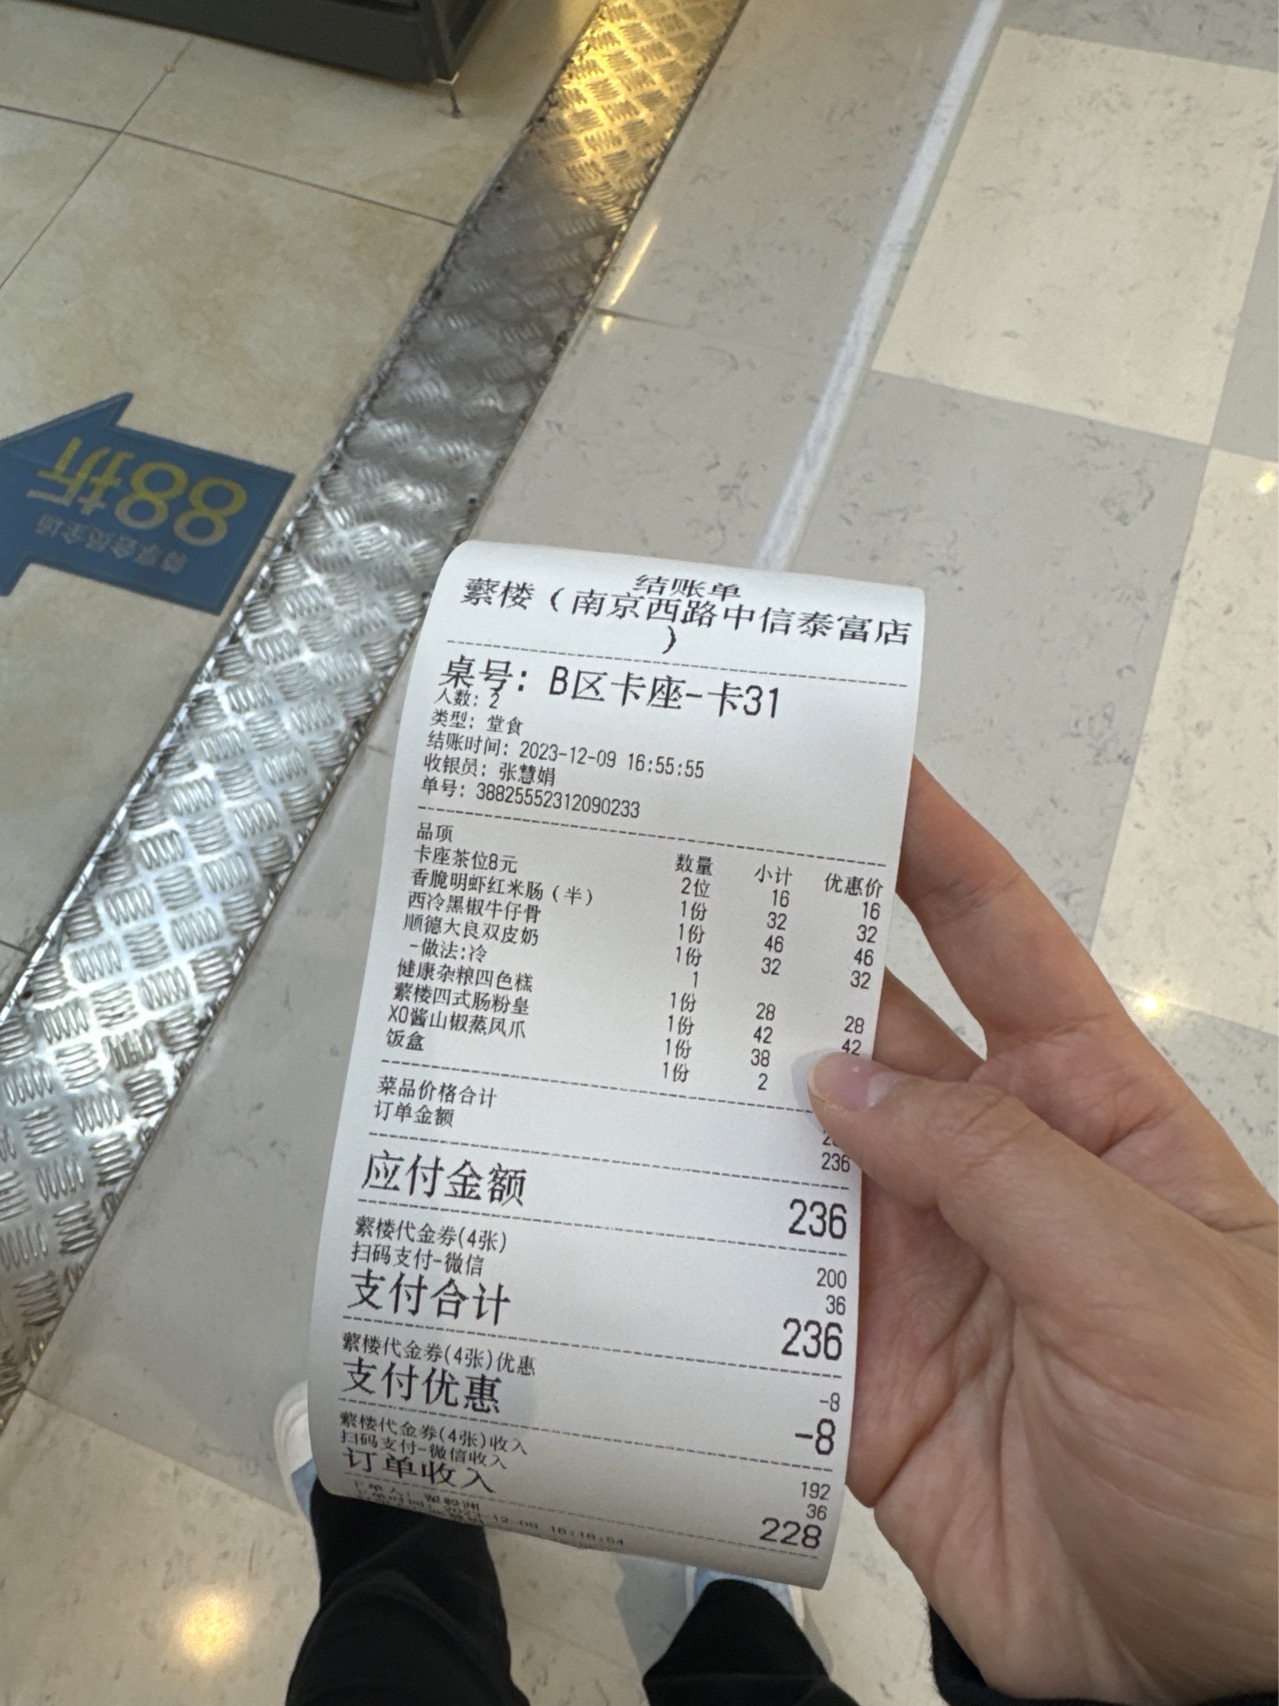 88折
尊享会员全场
结账单
蘩楼（南京西路中信泰富店
）
桌号: B区卡座-卡31
人数: 2
类型: 堂食
结账时间: 2023-12-09 16:55:55
收银员: 张慧娟
单号: 38825552312090233
品项 数量 小计 优惠价
卡座茶位8元 2位 16 16
香脆明虾红米肠（半） 1份 32 32
西冷黑椒牛仔骨 1份 46 46
顺德大良双皮奶 1份 32 32
-做法:冷 1
健康杂粮四色糕 1份 28 28
蘩楼四式肠粉皇 1份 42 42
XO酱山椒蒸凤爪 1份 38
饭盒 1份 2
菜品价格合计
订单金额 236
应付金额 236
蘩楼代金券(4张) 200
扫码支付-微信 36
支付合计 236
蘩楼代金券(4张)优惠 -8
支付优惠 -8
蘩楼代金券(4张)收入 192
扫码支付-微信收入 36
订单收入 228